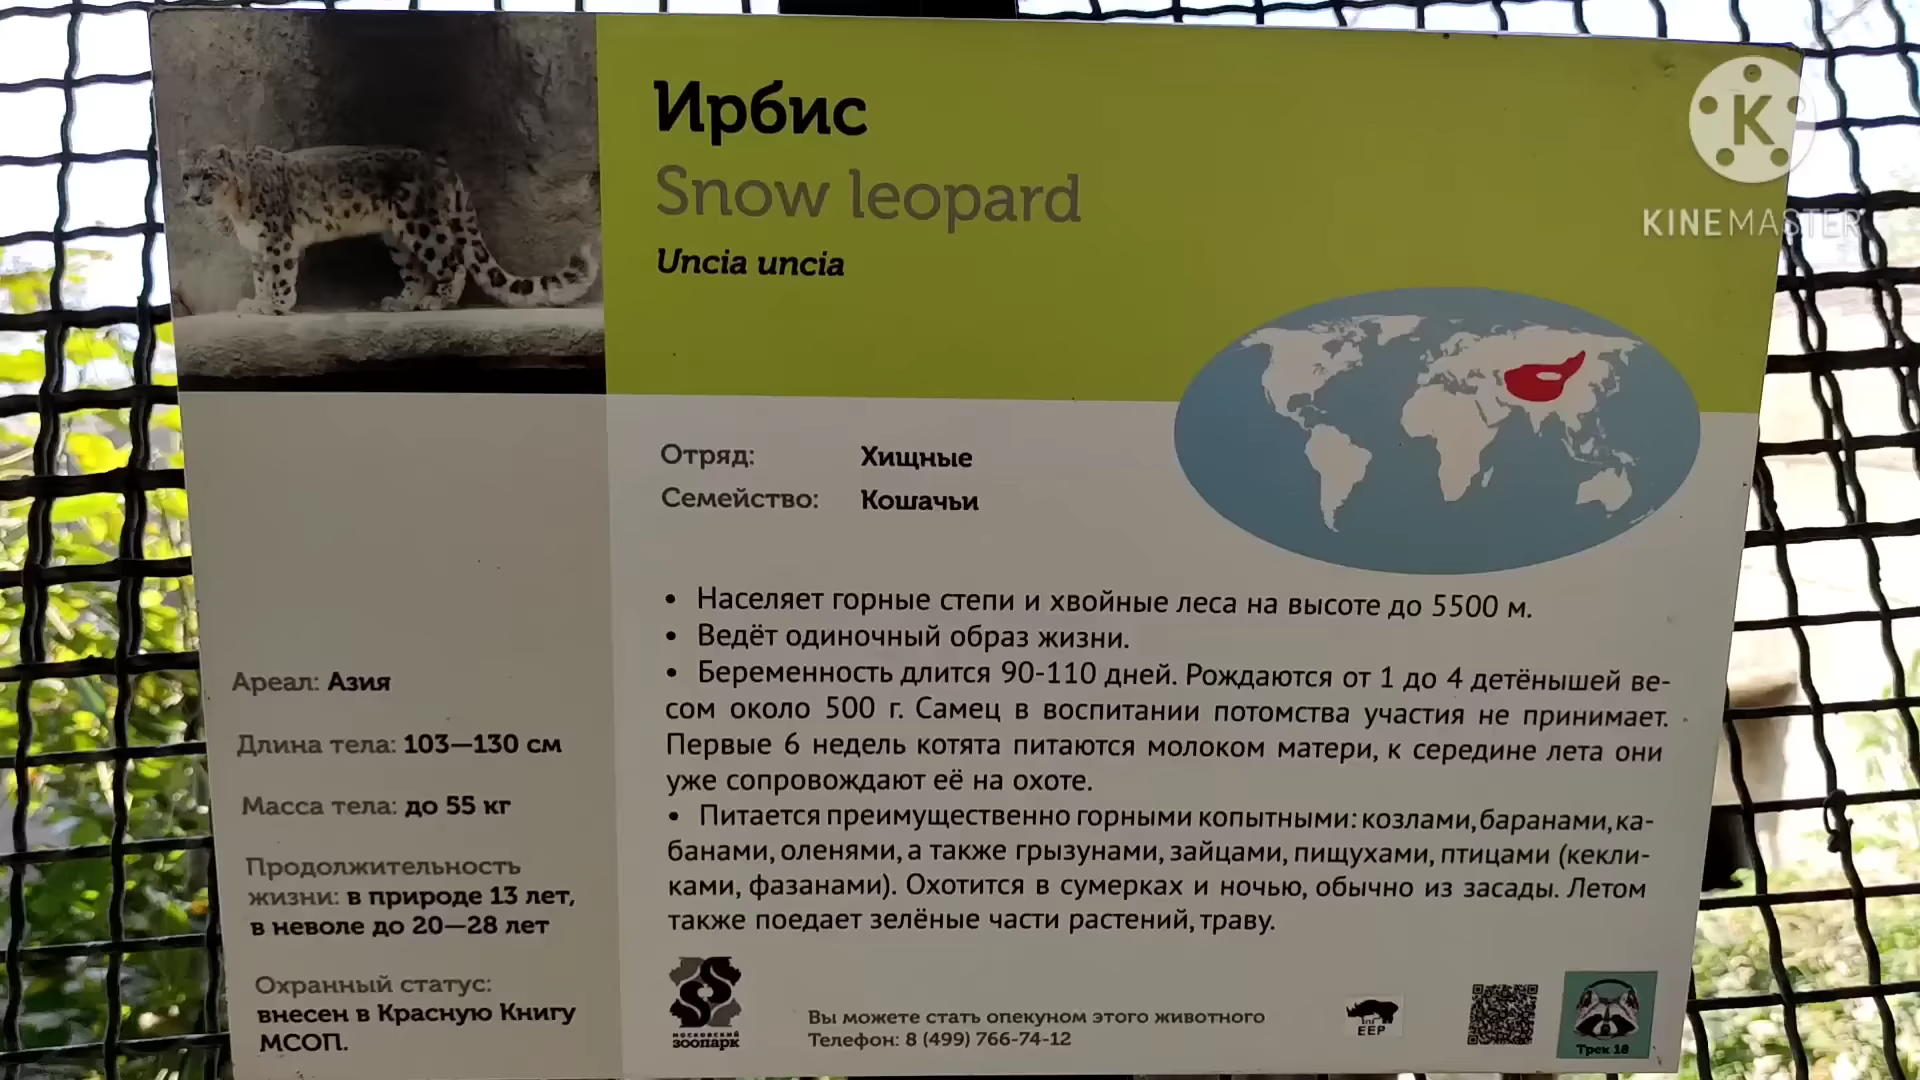 Ирбис
Snow leopard
Uncia uncia
K
KINEMASTER
Отряд: Хищные
Семейство: Кошачьи
• Населяет горные степи и хвойные леса на высоте до 5500 м.
• Ведёт одиночный образ жизни.
• Беременность длится 90-110 дней. Рождаются от 1 до 4 детёнышей ве-
сом около 500 г. Самец в воспитании потомства участия не принимает.
Первые 6 недель котята питаются молоком матери, к середине лета они
уже сопровождают её на охоте.
• Питается преимущественно горными копытными: козлами, баранами, ка-
банами, оленями, а также грызунами, зайцами, пищухами, птицами (кекли-
ками, фазанами). Охотится в сумерках и ночью, обычно из засады. Летом
также поедает зелёные части растений, траву.
Ареал: Азия
Длина тела: 103—130 см
Масса тела: до 55 кг
Продолжительность
жизни: в природе 13 лет,
в неволе до 20—28 лет
Охранный статус:
внесен в Красную Книгу
МСОП.
МОСКОВСКИЙ
ЗООПАРК
Вы можете стать опекуном этого животного
Телефон: 8 (499) 766-74-12
EEP
Трек 18